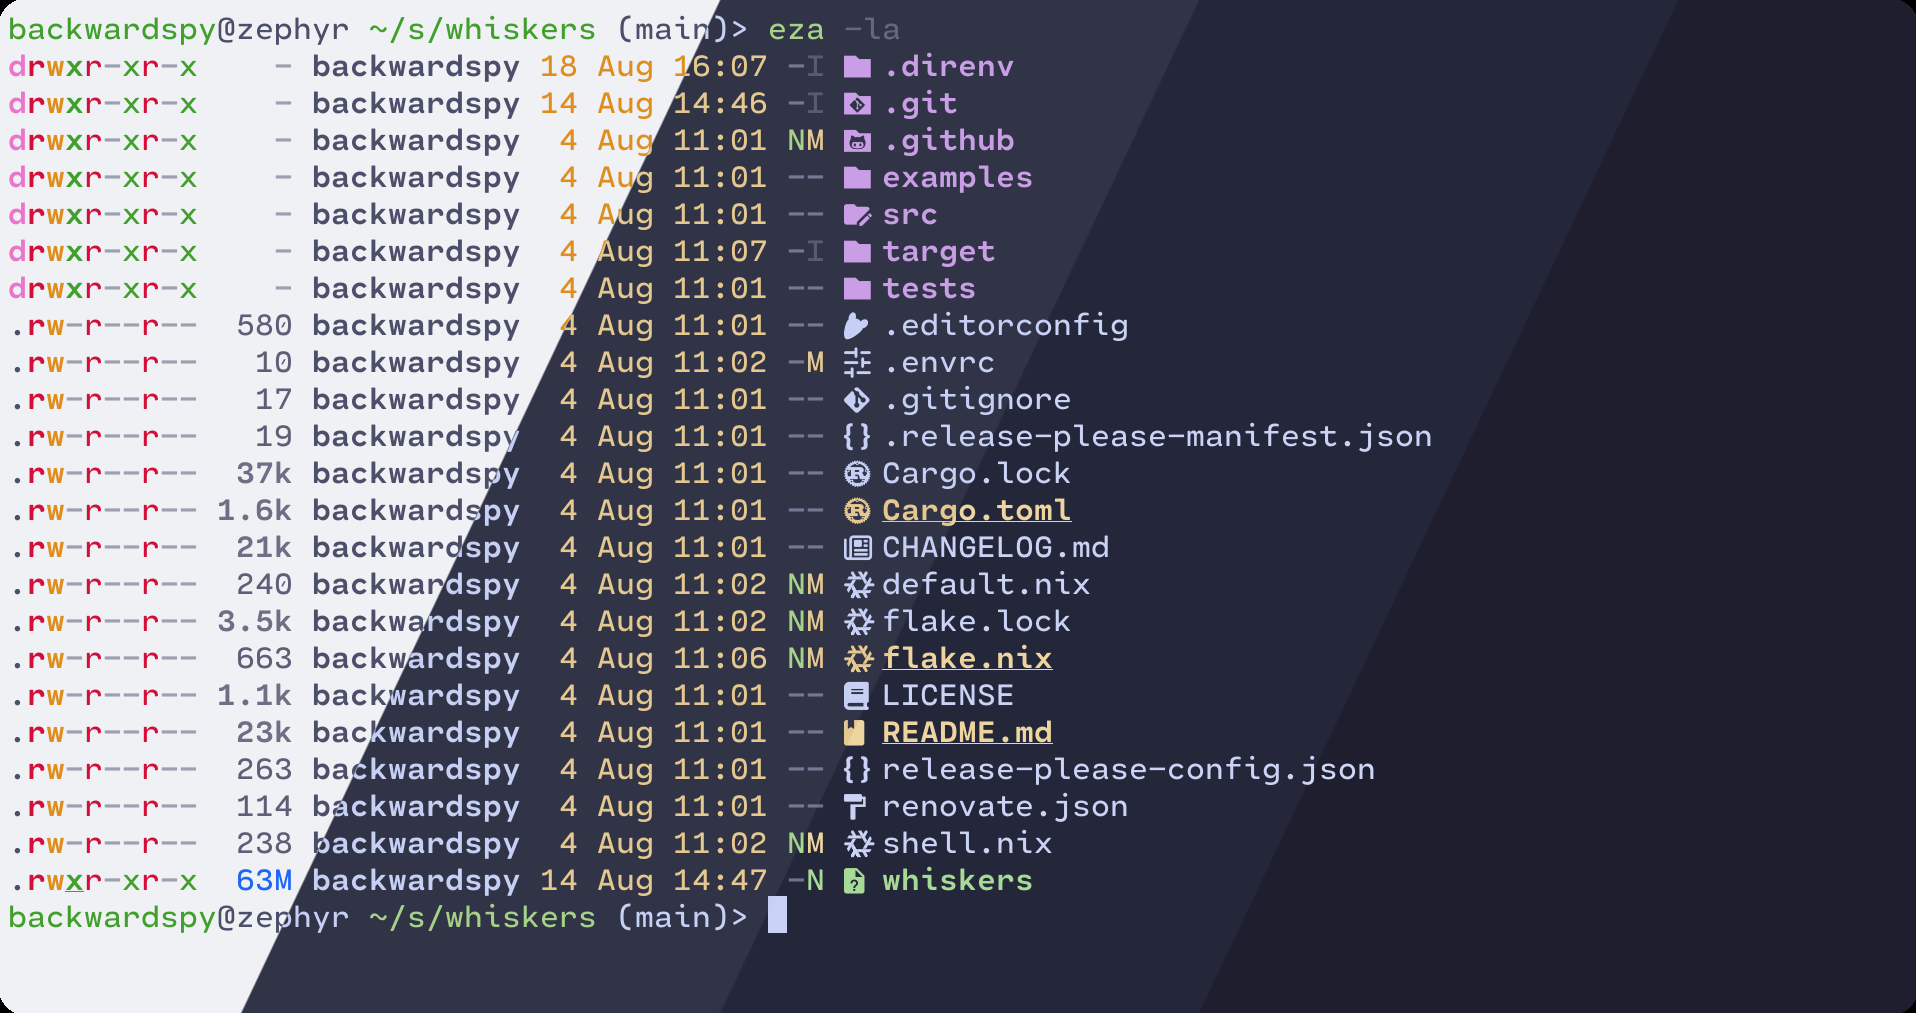 backwardspy@zephyr ~/s/whiskers (main)> eza -la
drwxr-xr-x    - backwardspy 18 Aug 16:07 -I .direnv
drwxr-xr-x    - backwardspy 14 Aug 14:46 -I .git
drwxr-xr-x    - backwardspy  4 Aug 11:01 NM .github
drwxr-xr-x    - backwardspy  4 Aug 11:01 -- examples
drwxr-xr-x    - backwardspy  4 Aug 11:01 -- src
drwxr-xr-x    - backwardspy  4 Aug 11:07 -I target
drwxr-xr-x    - backwardspy  4 Aug 11:01 -- tests
.rw-r--r--  580 backwardspy  4 Aug 11:01 -- .editorconfig
.rw-r--r--   10 backwardspy  4 Aug 11:02 -M .envrc
.rw-r--r--   17 backwardspy  4 Aug 11:01 -- .gitignore
.rw-r--r--   19 backwardspy  4 Aug 11:01 -- {} .release-please-manifest.json
.rw-r--r--  37k backwardspy  4 Aug 11:01 -- Cargo.lock
.rw-r--r-- 1.6k backwardspy  4 Aug 11:01 -- Cargo.toml
.rw-r--r--  21k backwardspy  4 Aug 11:01 -- CHANGELOG.md
.rw-r--r--  240 backwardspy  4 Aug 11:02 NM default.nix
.rw-r--r-- 3.5k backwardspy  4 Aug 11:02 NM flake.lock
.rw-r--r--  663 backwardspy  4 Aug 11:06 NM flake.nix
.rw-r--r-- 1.1k backwardspy  4 Aug 11:01 -- LICENSE
.rw-r--r--  23k backwardspy  4 Aug 11:01 -- README.md
.rw-r--r--  263 backwardspy  4 Aug 11:01 -- {} release-please-config.json
.rw-r--r--  114 backwardspy  4 Aug 11:01 -- renovate.json
.rw-r--r--  238 backwardspy  4 Aug 11:02 NM shell.nix
.rwxr-xr-x  63M backwardspy 14 Aug 14:47 -N whiskers
backwardspy@zephyr ~/s/whiskers (main)>